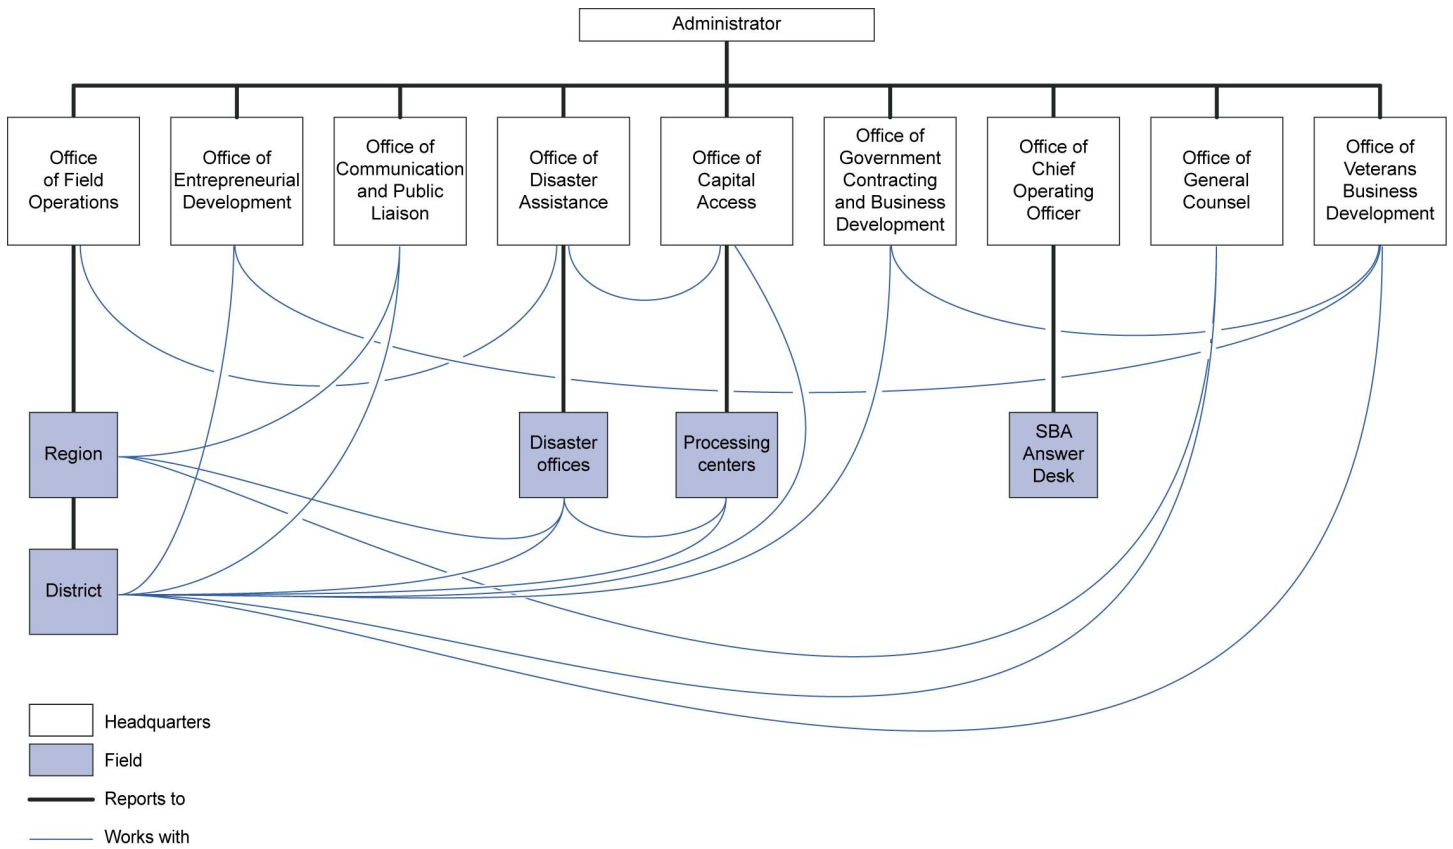 Administrator
Office
of Field
Operations
Office of
Entrepreneurial
Development
Office of
Communication
and Public
Liaison
Office of
Disaster
Assistance
Office of
Capital
Access
Office of
Government
Contracting
and Business
Development
Office of
Chief
Operating
Officer
Office of
General
Counsel
Office of
Veterans
Business
Development
Region
Disaster
offices
Processing
centers
SBA
Answer
Desk
District
Headquarters
Field
Reports to
Works with